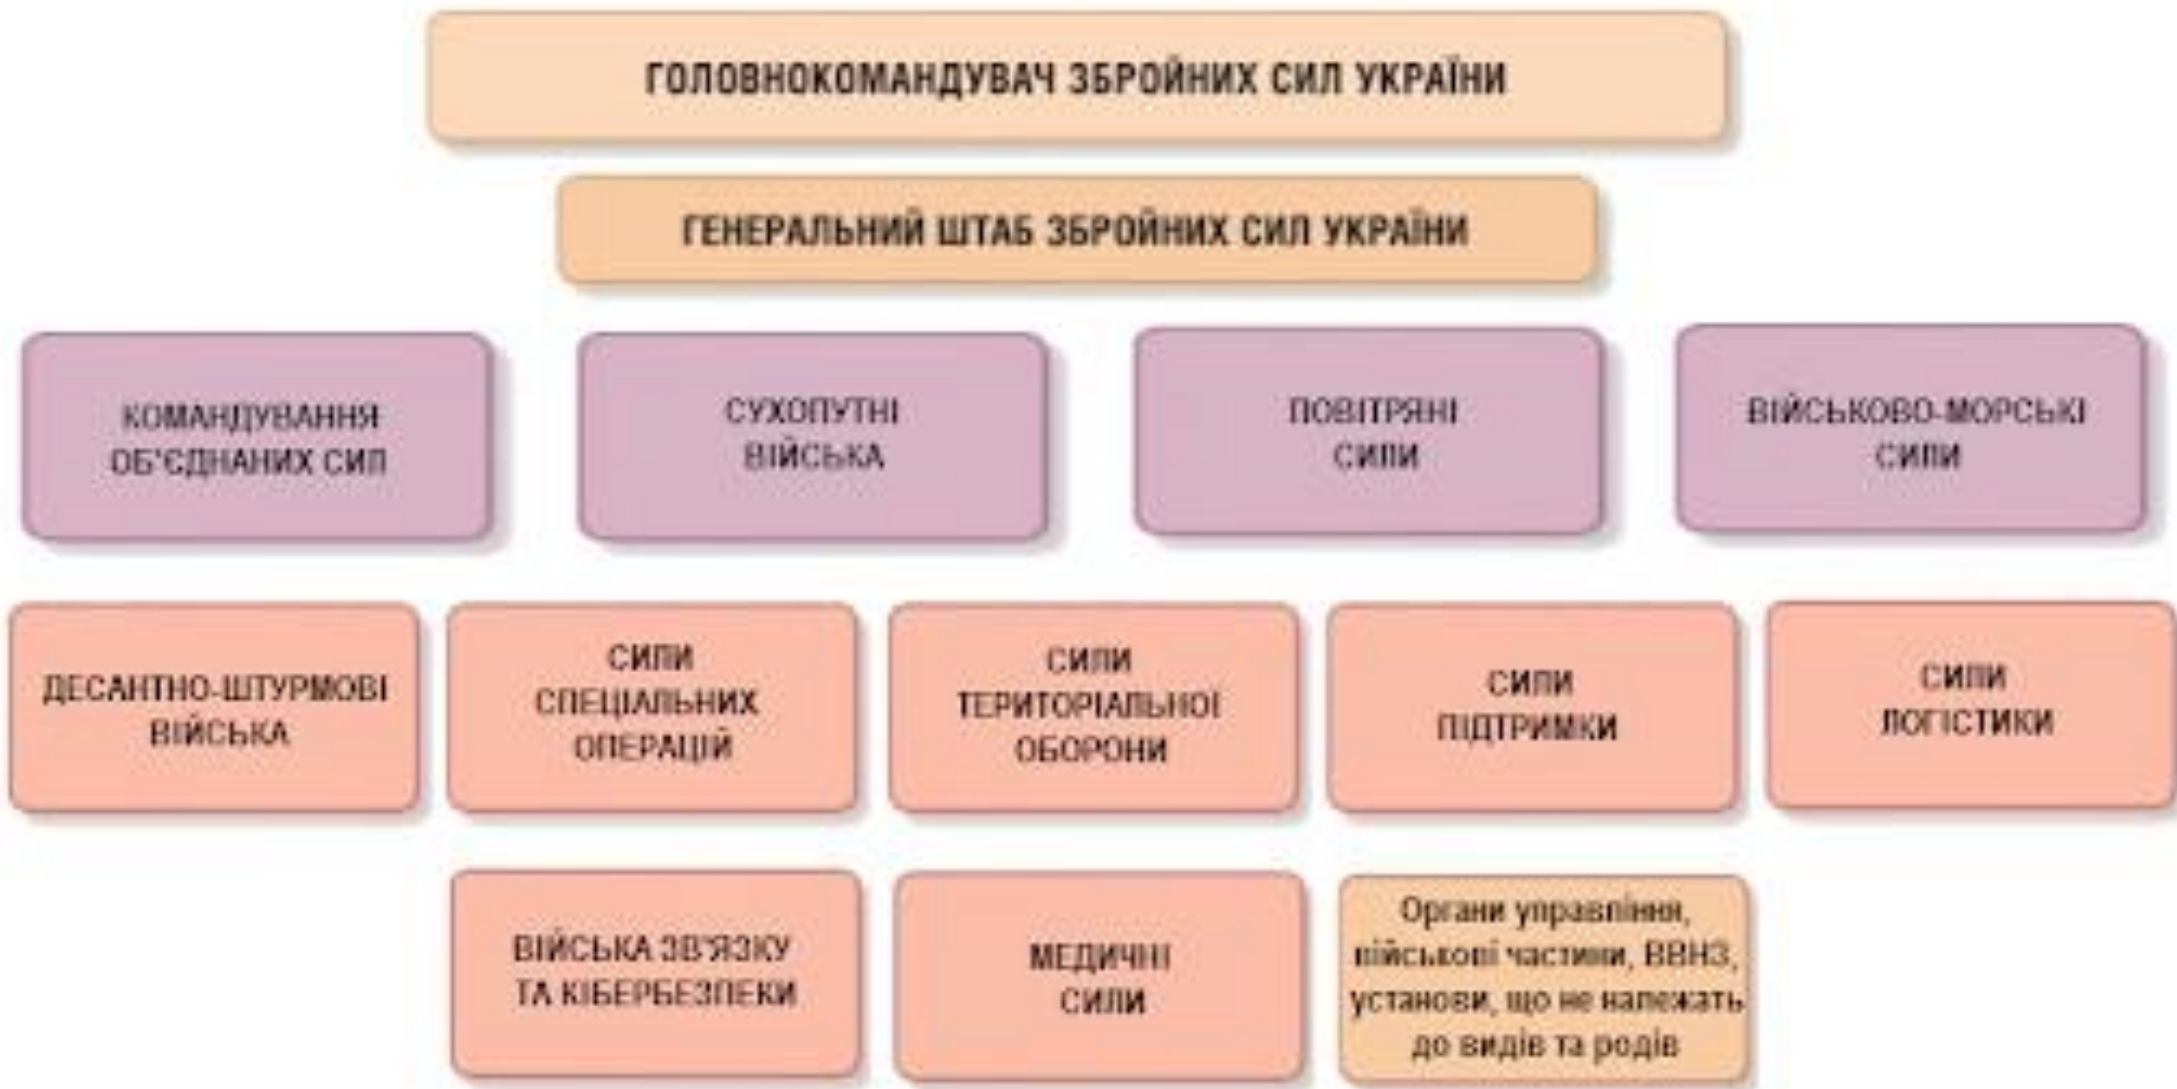 ГОЛОВНОКОМАНДУВАЧ ЗБРОЙНИХ СИЛ УКРАЇНИ
ГЕНЕРАЛЬНИЙ ШТАБ ЗБРОЙНИХ СИЛ УКРАЇНИ
КОМАНДУВАННЯ
ОБ'ЄДНАНИХ СИЛ
СУХОПУТНІ
ВІЙСЬКА
ПОВІТРЯНІ
СИЛИ
ВІЙСЬКОВО-МОРСЬКІ
СИЛИ
ДЕСАНТНО-ШТУРМОВІ
ВІЙСЬКА
СИЛИ
СПЕЦІАЛЬНИХ
ОПЕРАЦІЙ
СИЛИ
ТЕРИТОРІАЛЬНОЇ
ОБОРОНИ
СИЛИ
ПІДТРИМКИ
СИЛИ
ЛОГІСТИКИ
ВІЙСЬКА ЗВ'ЯЗКУ
ТА КІБЕРБЕЗПЕКИ
МЕДИЧНІ
СИЛИ
Органи управління,
військові частини, ВВНЗ,
установи, що не належать
до видів та родів